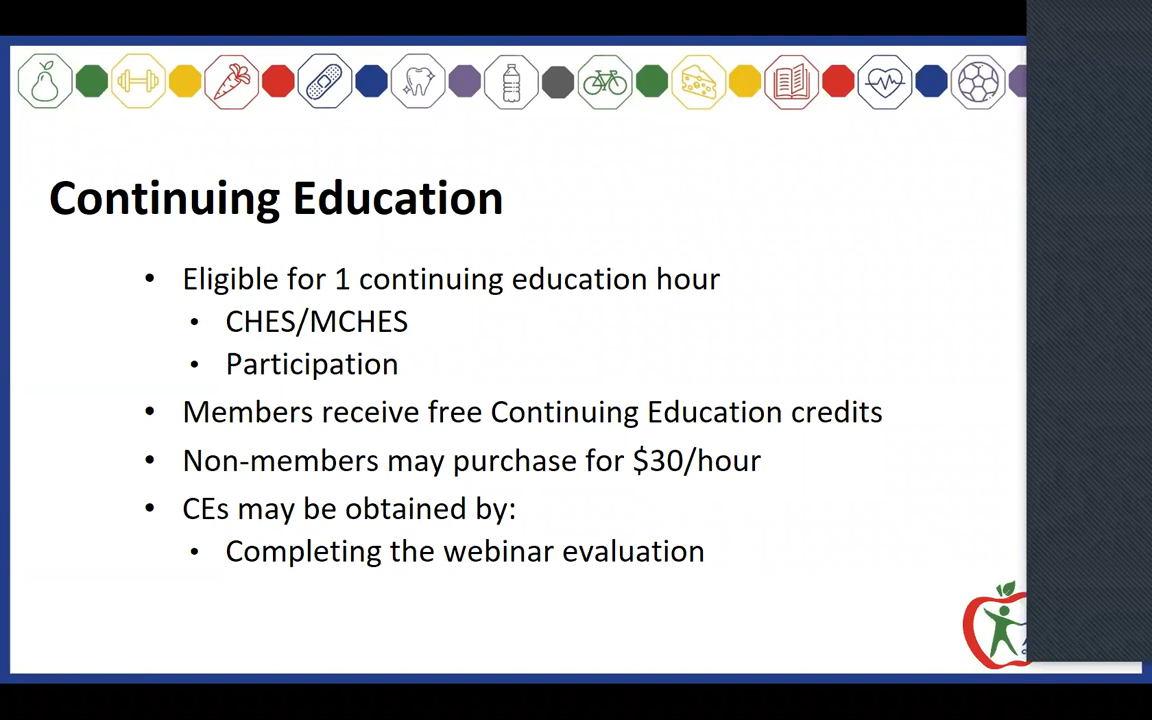 Continuing Education
• Eligible for 1 continuing education hour
• CHES/MCHES
• Participation
• Members receive free Continuing Education credits
• Non-members may purchase for $30/hour
• CEs may be obtained by:
• Completing the webinar evaluation